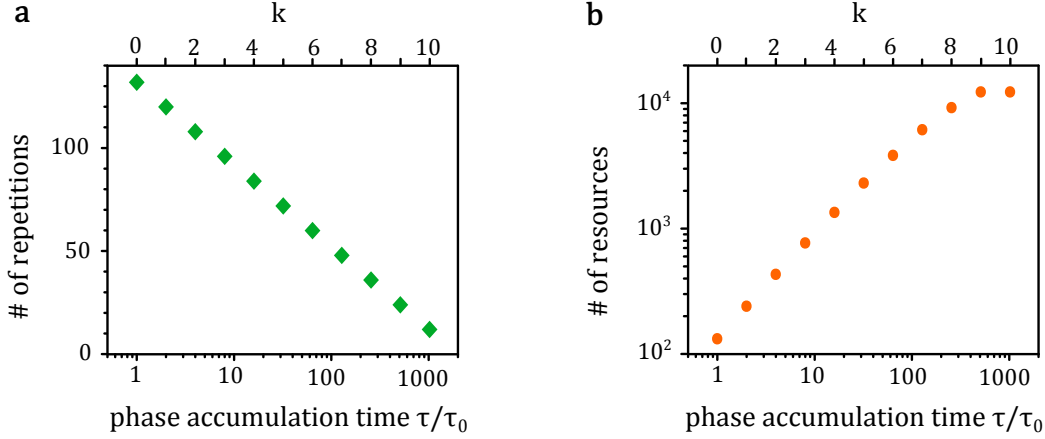 a
k
0 2 4 6 8 10
# of repetitions
100
50
0
1 10 100 1000
phase accumulation time τ/τ₀
b
k
0 2 4 6 8 10
# of resources
10⁴
10³
10²
1 10 100 1000
phase accumulation time τ/τ₀